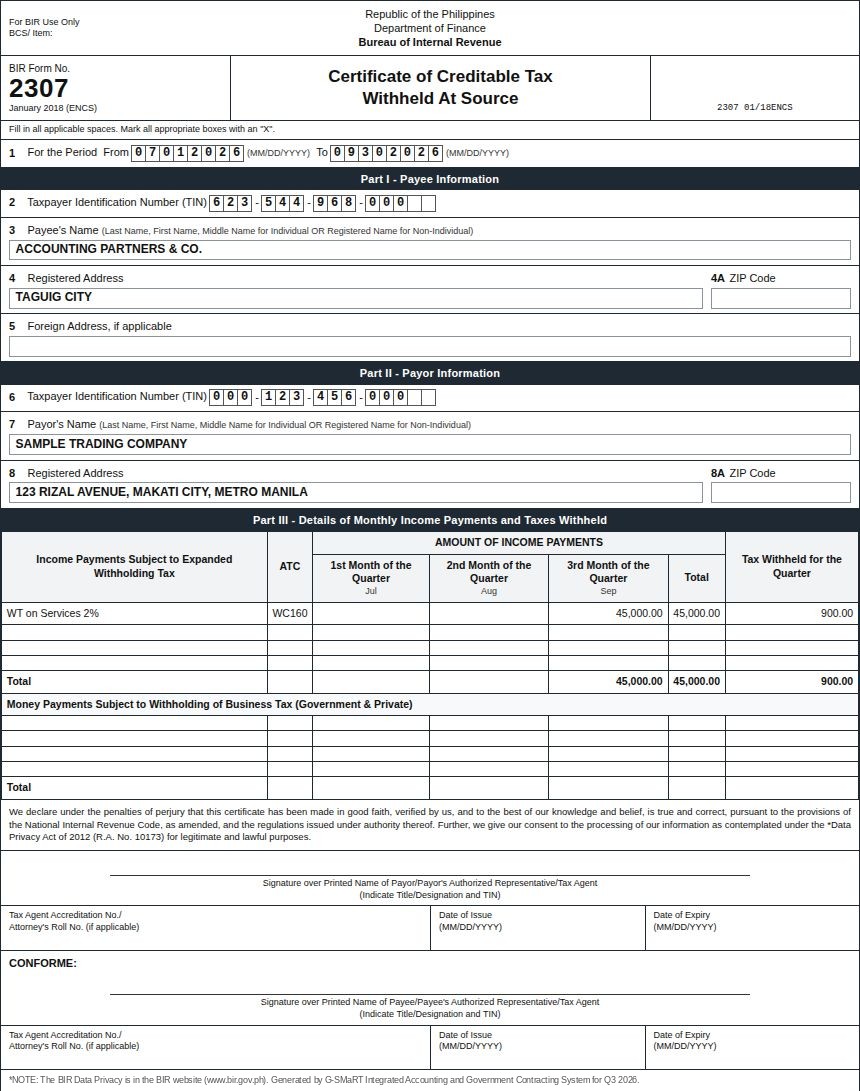 For BIR Use Only
BCS/ Item:
Republic of the Philippines
Department of Finance
Bureau of Internal Revenue
BIR Form No.
2307
January 2018 (ENCS)
Certificate of Creditable Tax
Withheld At Source
2307 01/18ENCS
Fill in all applicable spaces. Mark all appropriate boxes with an "X".
1 For the Period From 07012026 (MM/DD/YYYY) To 09302026 (MM/DD/YYYY)
Part I - Payee Information
2 Taxpayer Identification Number (TIN) 623 - 544 - 968 - 000
3 Payee's Name (Last Name, First Name, Middle Name for Individual OR Registered Name for Non-Individual)
ACCOUNTING PARTNERS & CO.
4 Registered Address 4A ZIP Code
TAGUIG CITY
5 Foreign Address, if applicable
Part II - Payor Information
6 Taxpayer Identification Number (TIN) 000 - 123 - 456 - 000
7 Payor's Name (Last Name, First Name, Middle Name for Individual OR Registered Name for Non-Individual)
SAMPLE TRADING COMPANY
8 Registered Address 8A ZIP Code
123 RIZAL AVENUE, MAKATI CITY, METRO MANILA
Part III - Details of Monthly Income Payments and Taxes Withheld
Income Payments Subject to Expanded
Withholding Tax
ATC
AMOUNT OF INCOME PAYMENTS
1st Month of the
Quarter
Jul
2nd Month of the
Quarter
Aug
3rd Month of the
Quarter
Sep
Total
Tax Withheld for the
Quarter
WT on Services 2% WC160 45,000.00 45,000.00 900.00
Total 45,000.00 45,000.00 900.00
Money Payments Subject to Withholding of Business Tax (Government & Private)
Total
We declare under the penalties of perjury that this certificate has been made in good faith, verified by us, and to the best of our knowledge and belief, is true and correct, pursuant to the provisions of
the National Internal Revenue Code, as amended, and the regulations issued under authority thereof. Further, we give our consent to the processing of our information as contemplated under the *Data
Privacy Act of 2012 (R.A. No. 10173) for legitimate and lawful purposes.
Signature over Printed Name of Payor/Payor's Authorized Representative/Tax Agent
(Indicate Title/Designation and TIN)
Tax Agent Accreditation No./
Attorney's Roll No. (if applicable)
Date of Issue
(MM/DD/YYYY)
Date of Expiry
(MM/DD/YYYY)
CONFORME:
Signature over Printed Name of Payee/Payee's Authorized Representative/Tax Agent
(Indicate Title/Designation and TIN)
Tax Agent Accreditation No./
Attorney's Roll No. (if applicable)
Date of Issue
(MM/DD/YYYY)
Date of Expiry
(MM/DD/YYYY)
*NOTE: The BIR Data Privacy is in the BIR website (www.bir.gov.ph). Generated by G-SMaRT Integrated Accounting and Government Contracting System for Q3 2026.